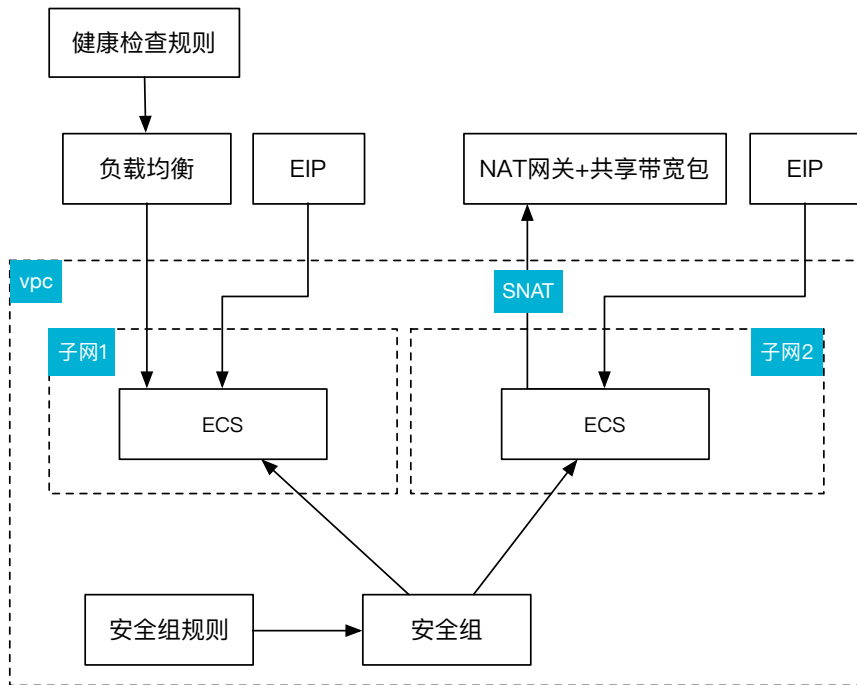 健康检查规则
负载均衡
EIP
NAT网关+共享带宽包
EIP
vpc
SNAT
子网1
子网2
ECS
ECS
安全组规则
安全组